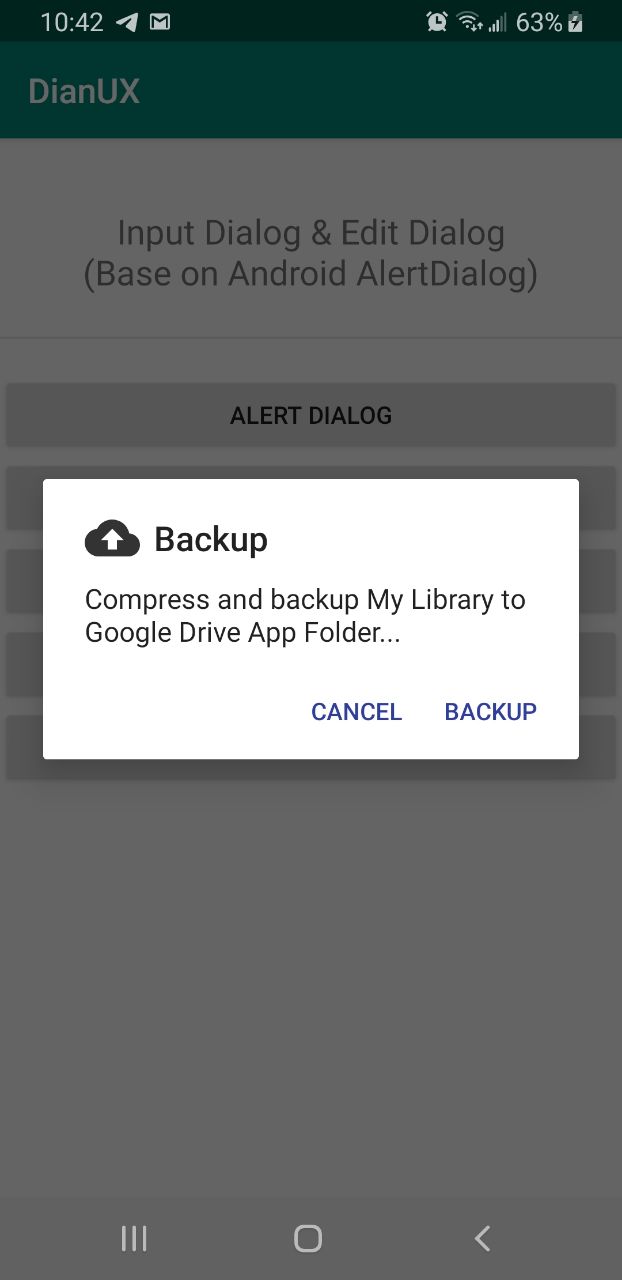 10:42
63%
DianUX
Input Dialog & Edit Dialog
(Base on Android AlertDialog)
ALERT DIALOG
Backup
Compress and backup My Library to
Google Drive App Folder...
CANCEL BACKUP